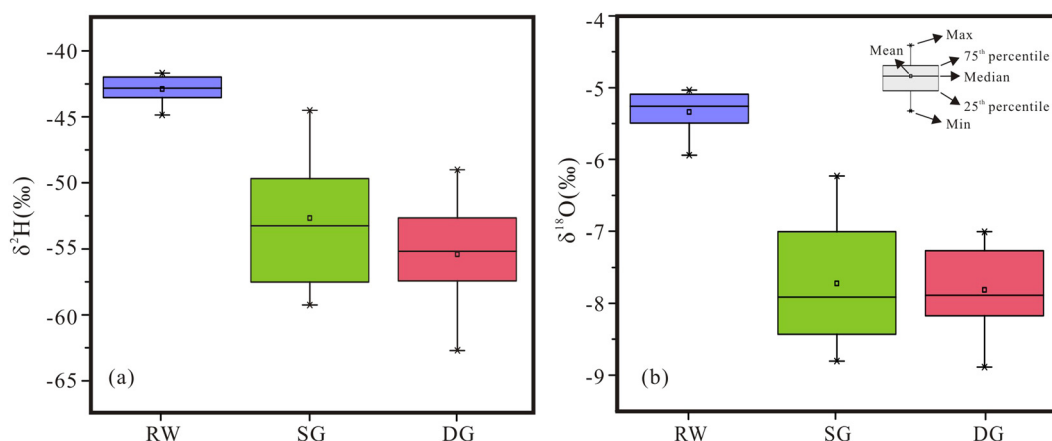 δ²H(‰)
-40
-45
-50
-55
-60
-65
(a)
RW SG DG
δ¹⁸O(‰)
-4
-5
-6
-7
-8
-9
(b)
RW SG DG
Max
Mean
75th percentile
Median
25th percentile
Min